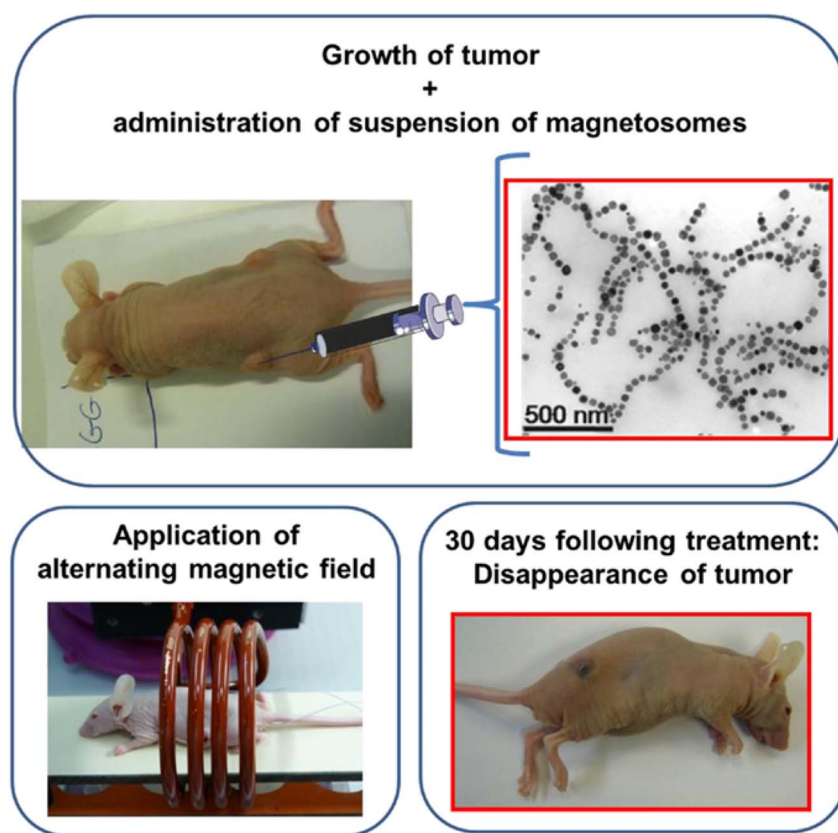 Growth of tumor
+
administration of suspension of magnetosomes
GG
500 nm
Application of
alternating magnetic field
30 days following treatment:
Disappearance of tumor